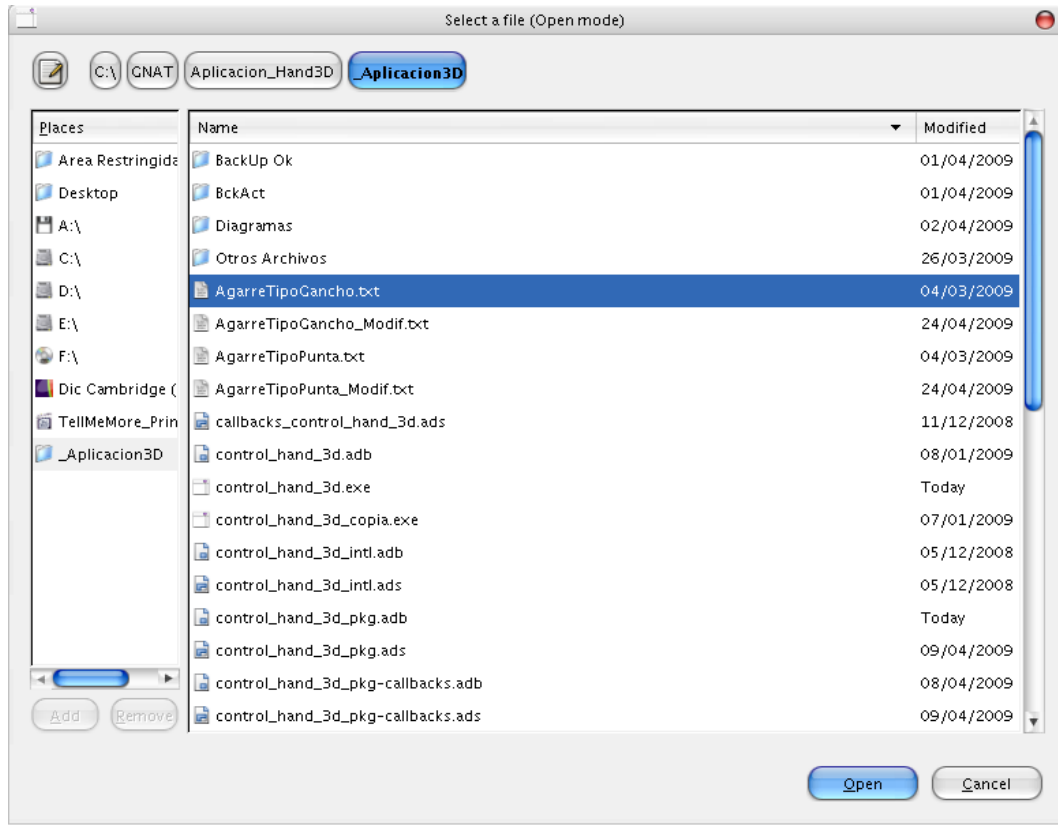 Select a file (Open mode)
C:\ GNAT Aplicacion_Hand3D _Aplicacion3D
Places
Area Restringida
Desktop
A:\
C:\
D:\
E:\
F:\
Dic Cambridge (
TellMeMore_Prin
_Aplicacion3D
Add Remove
Name Modified
BackUp Ok 01/04/2009
BckAct 01/04/2009
Diagramas 02/04/2009
Otros Archivos 26/03/2009
AgarreTipoGancho.txt 04/03/2009
AgarreTipoGancho_Modif.txt 24/04/2009
AgarreTipoPunta.txt 04/03/2009
AgarreTipoPunta_Modif.txt 24/04/2009
callbacks_control_hand_3d.ads 11/12/2008
control_hand_3d.adb 08/01/2009
control_hand_3d.exe Today
control_hand_3d_copia.exe 07/01/2009
control_hand_3d_intl.adb 05/12/2008
control_hand_3d_intl.ads 05/12/2008
control_hand_3d_pkg.adb Today
control_hand_3d_pkg.ads 09/04/2009
control_hand_3d_pkg-callbacks.adb 08/04/2009
control_hand_3d_pkg-callbacks.ads 09/04/2009
Open Cancel